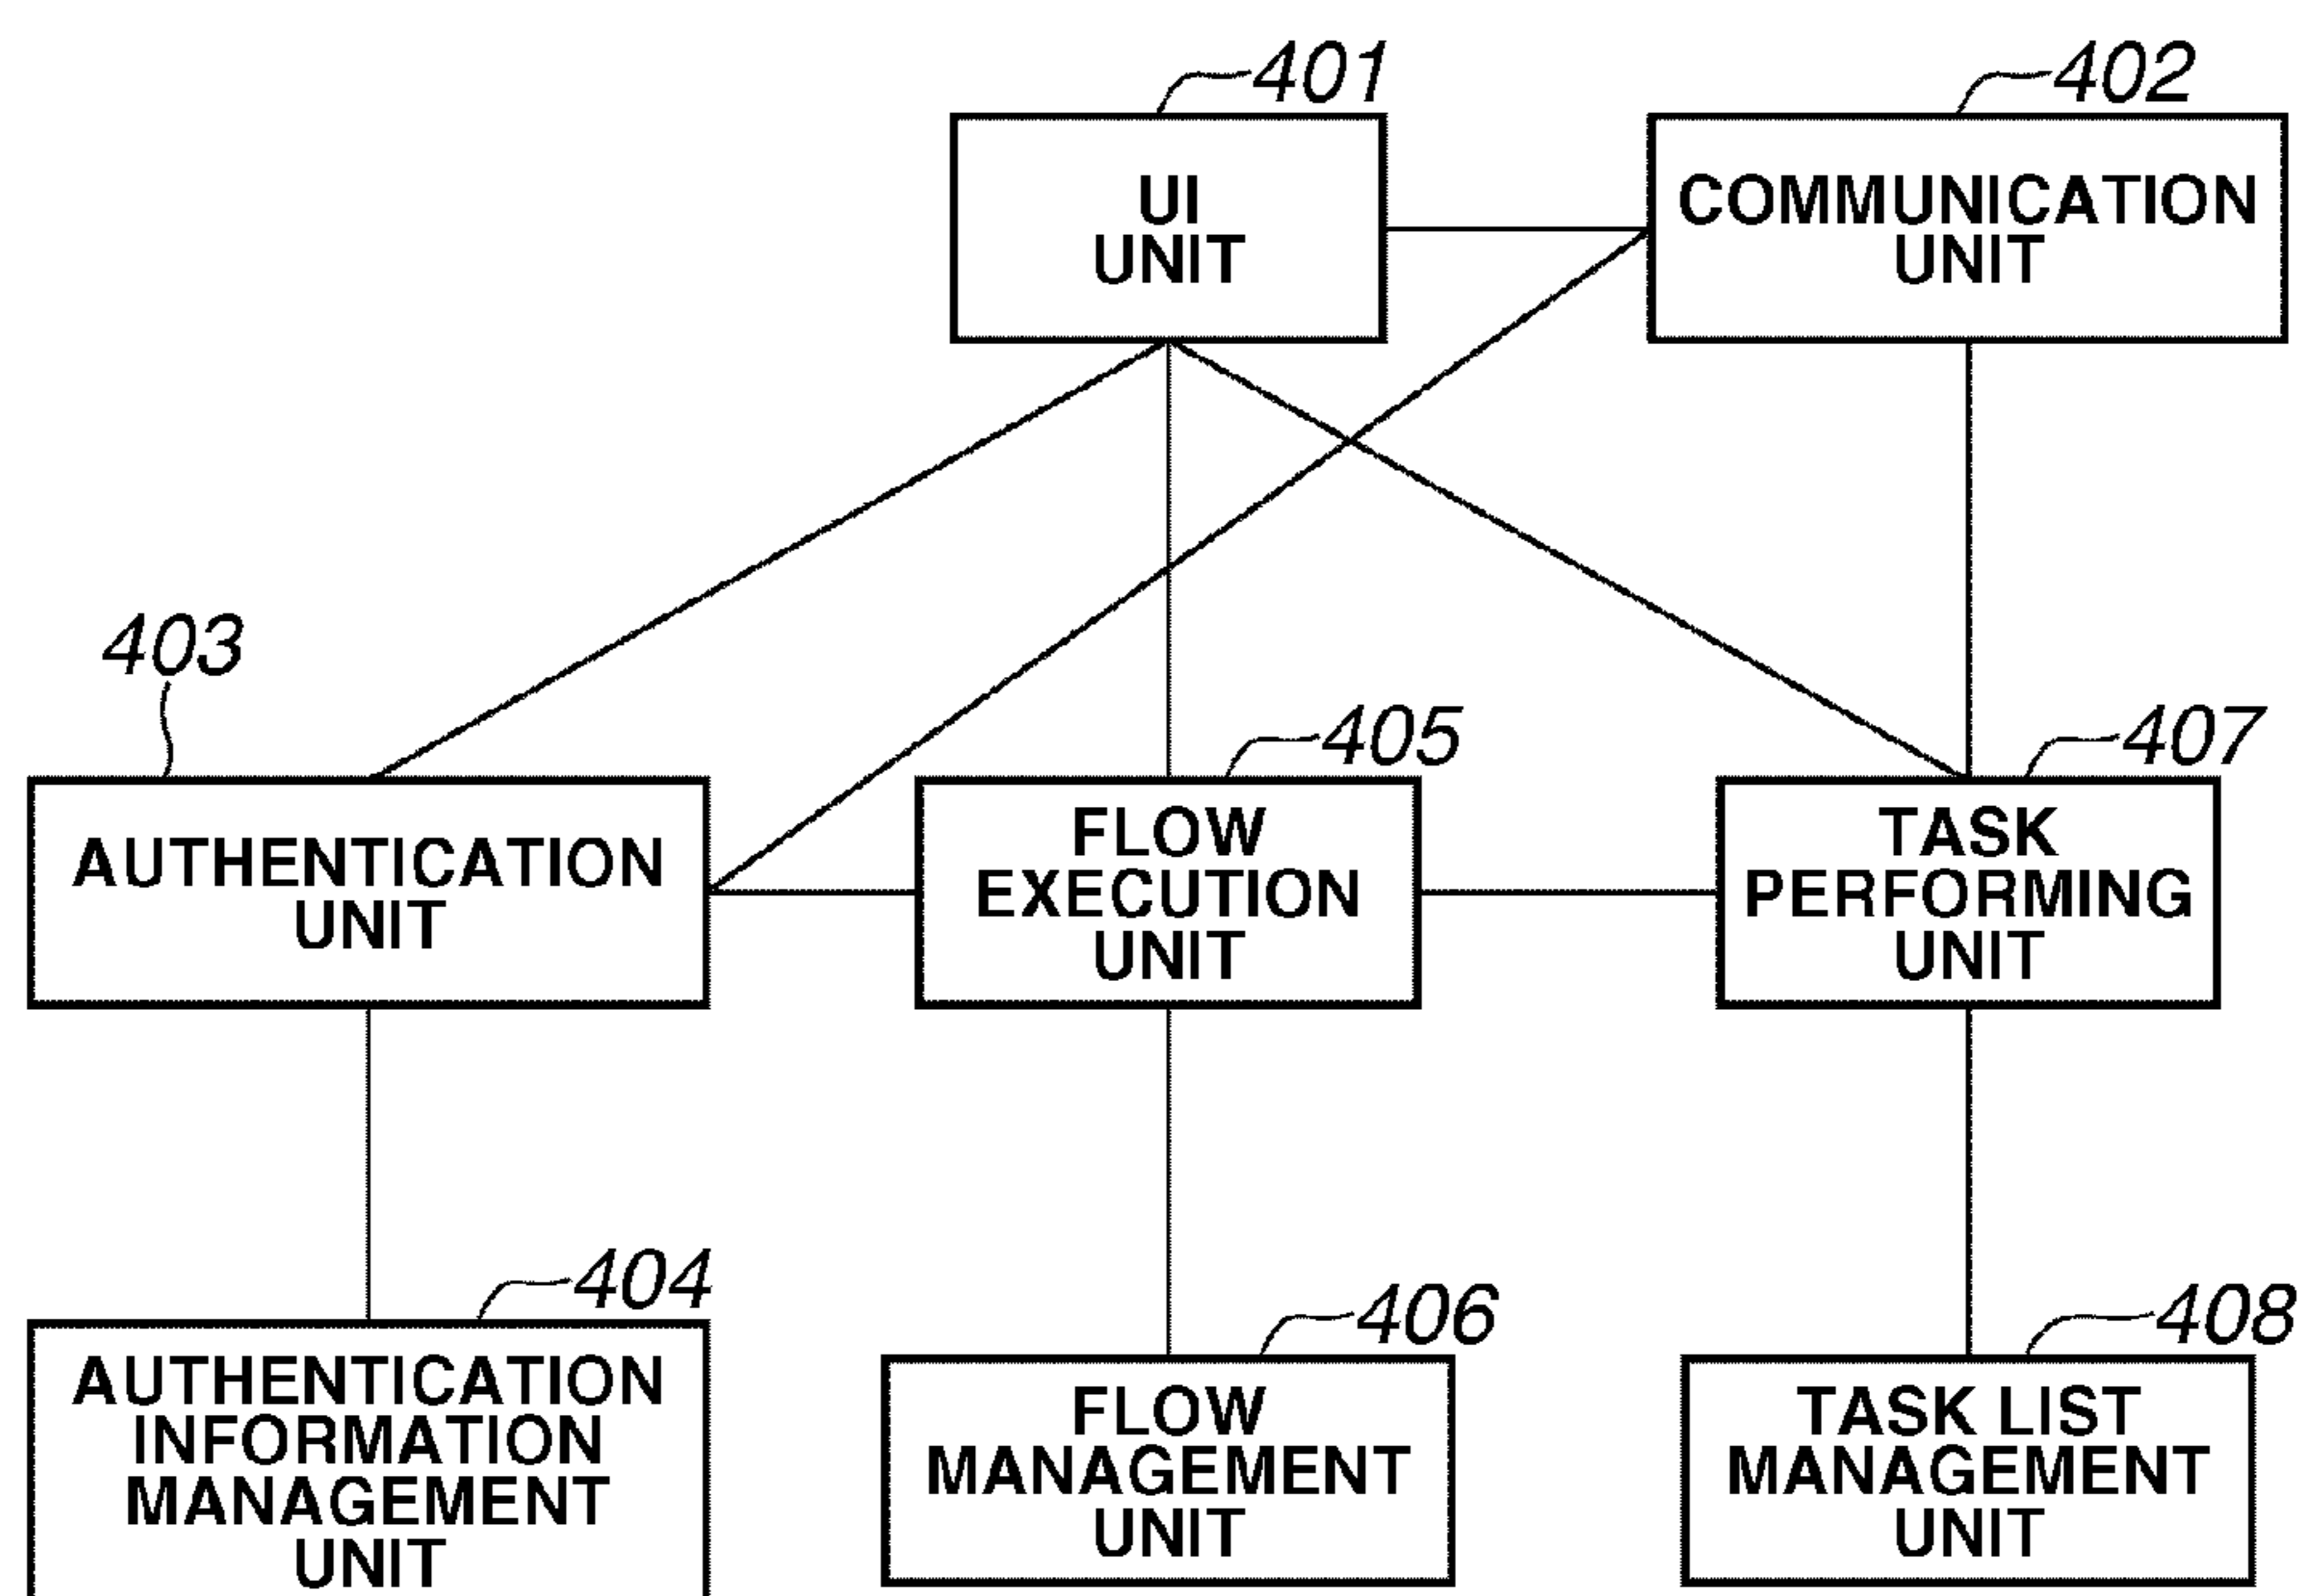 401
UI
UNIT
402
COMMUNICATION
UNIT
403
AUTHENTICATION
UNIT
405
FLOW
EXECUTION
UNIT
407
TASK
PERFORMING
UNIT
404
AUTHENTICATION
INFORMATION
MANAGEMENT
UNIT
406
FLOW
MANAGEMENT
UNIT
408
TASK LIST
MANAGEMENT
UNIT